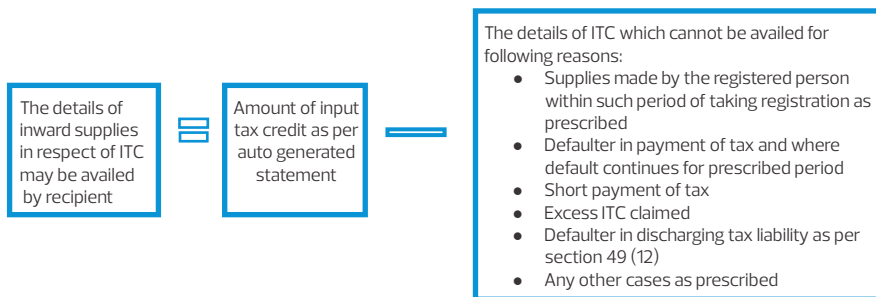 The details of
inward supplies
in respect of ITC
may be availed
by recipient
Amount of input
tax credit as per
auto generated
statement
The details of ITC which cannot be availed for
following reasons:
● Supplies made by the registered person
within such period of taking registration as
prescribed
● Defaulter in payment of tax and where
default continues for prescribed period
● Short payment of tax
● Excess ITC claimed
● Defaulter in discharging tax liability as per
section 49 (12)
● Any other cases as prescribed